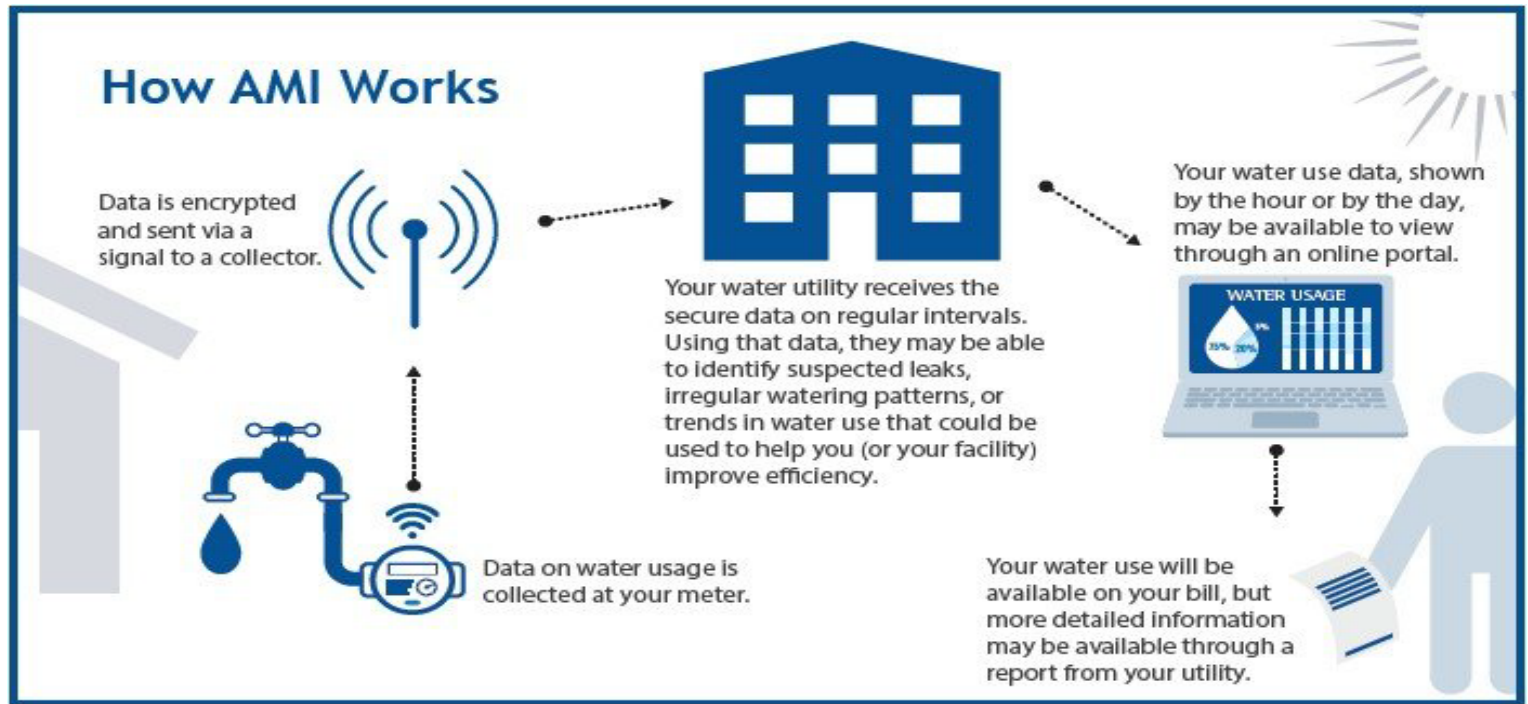 How AMI Works
Data is encrypted
and sent via a
signal to a collector.
Data on water usage is
collected at your meter.
Your water utility receives the
secure data on regular intervals.
Using that data, they may be able
to identify suspected leaks,
irregular watering patterns, or
trends in water use that could be
used to help you (or your facility)
improve efficiency.
Your water use data, shown
by the hour or by the day,
may be available to view
through an online portal.
WATER USAGE
5%
75% 20%
Your water use will be
available on your bill, but
more detailed information
may be available through a
report from your utility.